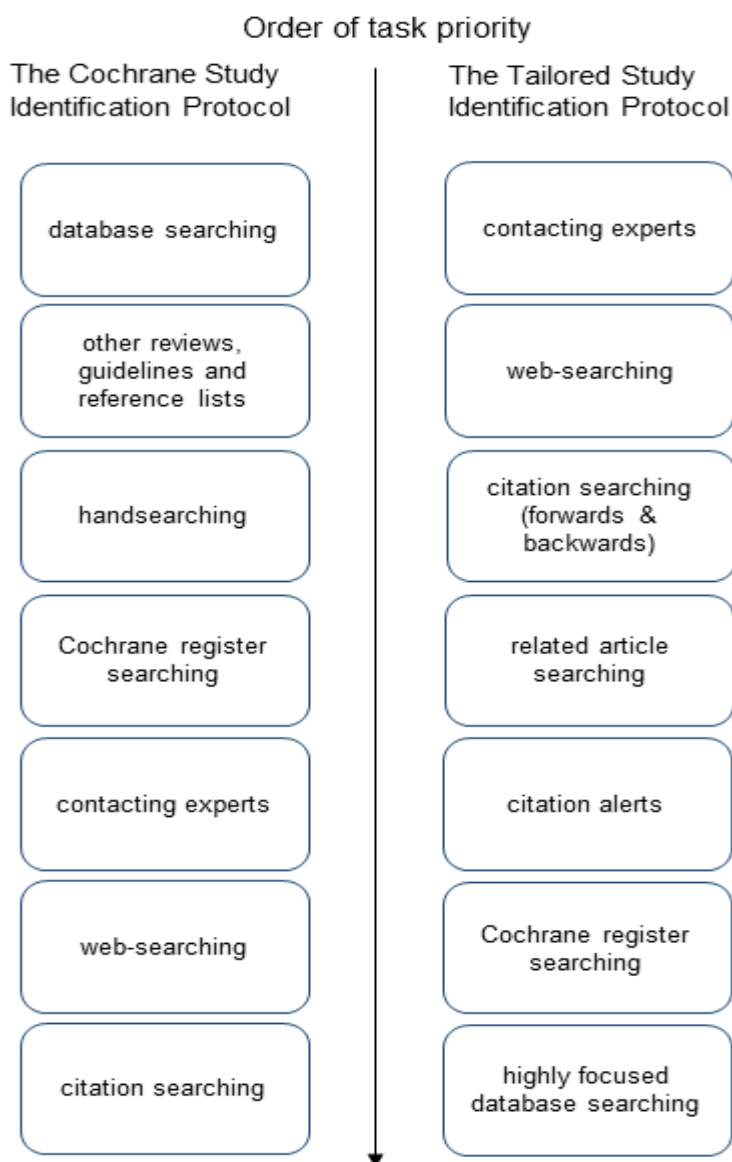 Order of task priority
The Cochrane Study
Identification Protocol
database searching
other reviews,
guidelines and
reference lists
handsearching
Cochrane register
searching
contacting experts
web-searching
citation searching
The Tailored Study
Identification Protocol
contacting experts
web-searching
citation searching
(forwards &
backwards)
related article
searching
citation alerts
Cochrane register
searching
highly focused
database searching